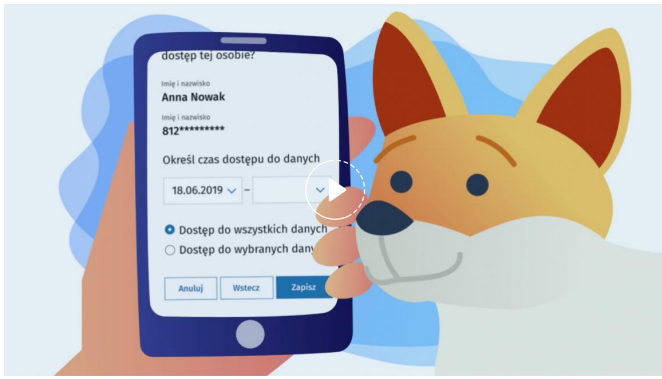 dostęp tej osobie?
Imię i nazwisko
Anna Nowak
Imię i nazwisko
812*********
Określ czas dostępu do danych
18.06.2019 –
Dostęp do wszystkich danych
Dostęp do wybranych
Anuluj Wstecz Zapisz